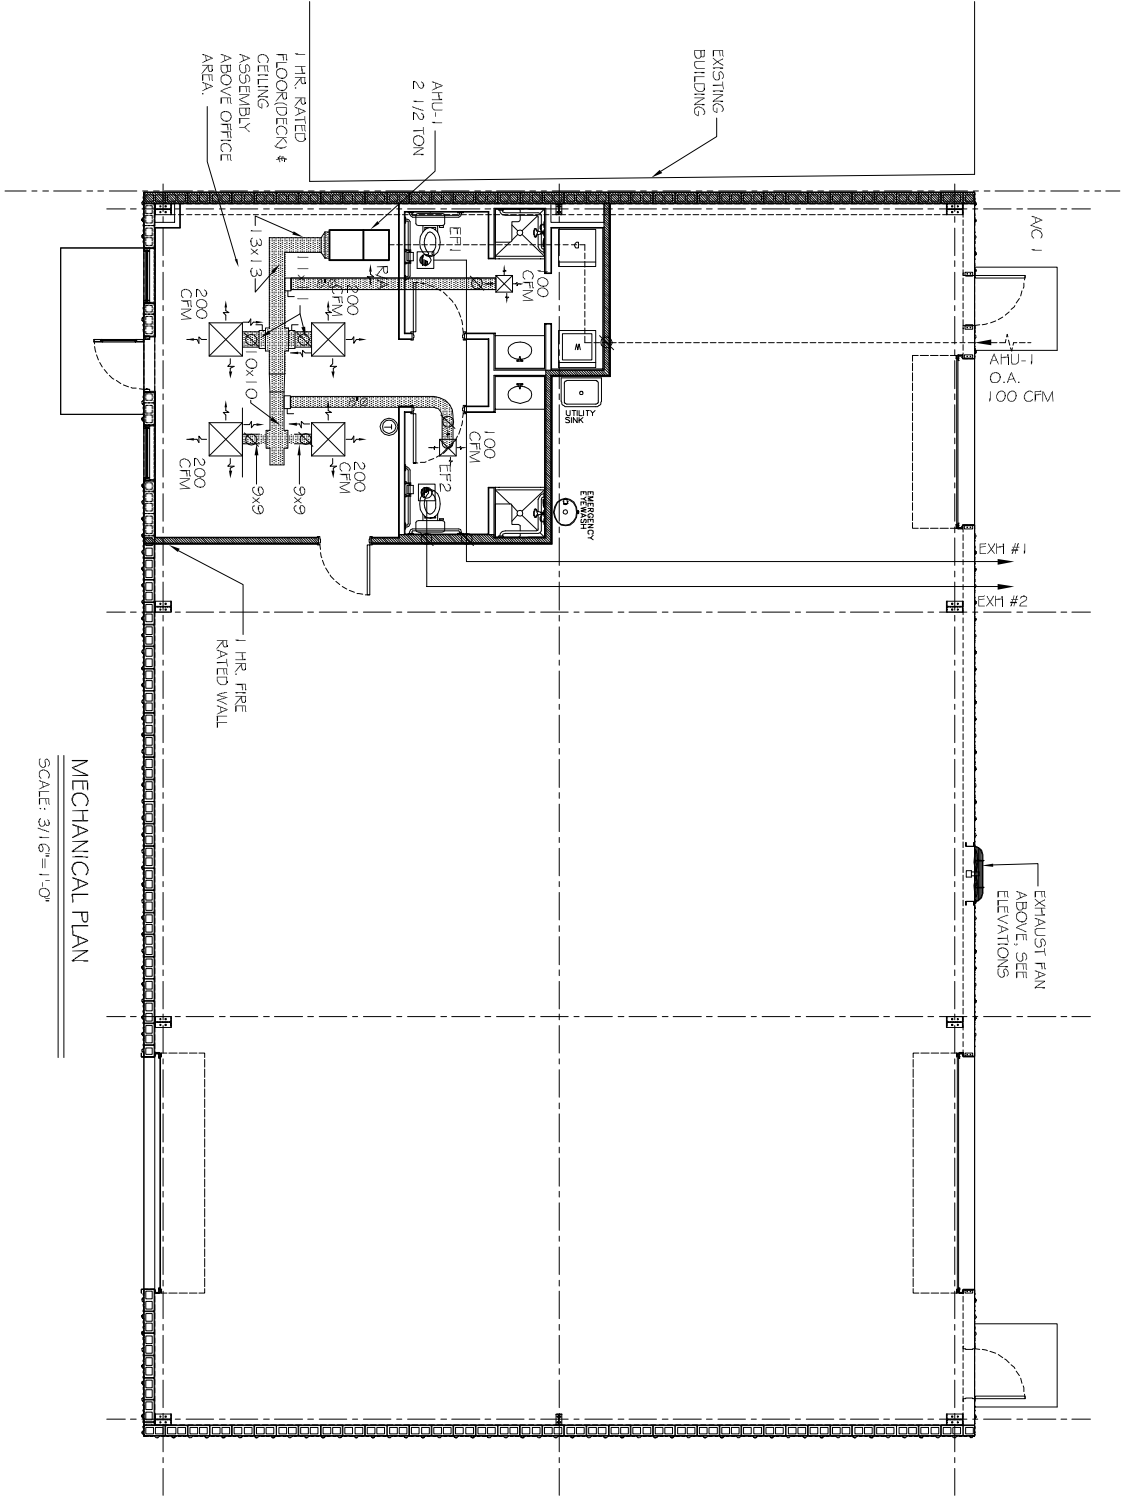 EXISTING
BUILDING
AHU-1
2 1/2 TON
1 HR. RATED
FLOOR(DECK) &
CEILING
ASSEMBLY
ABOVE OFFICE
AREA.
A/C 1
AHU-1
O.A.
100 CFM
EF1
RA
100
CFM
13x13
200
CFM
200
CFM
10x10
W
UTILITY
SINK
T
100
CFM
EF2
200
CFM
200
CFM
9x9
9x9
EMERGENCY
EYEWASH
EXH #1
EXH #2
1 HR. FIRE
RATED WALL
EXHAUST FAN
ABOVE, SEE
ELEVATIONS
MECHANICAL PLAN
SCALE: 3/16"=1'-0"